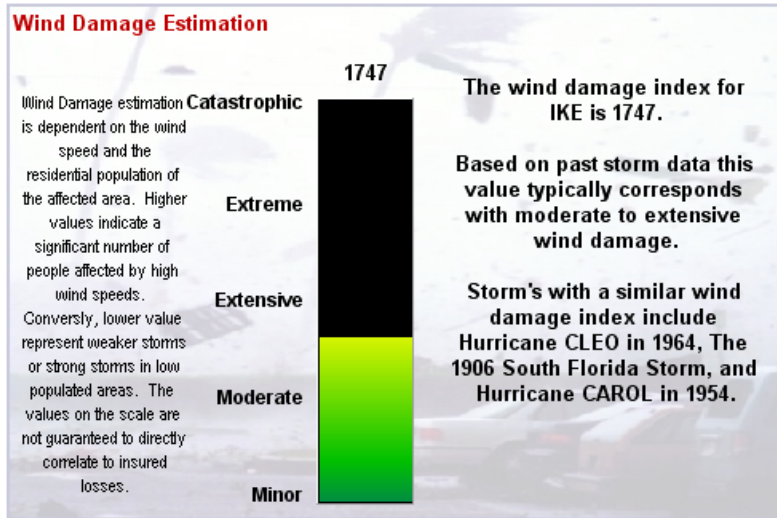 Wind Damage Estimation
Wind Damage estimation
is dependent on the wind
speed and the
residential population of
the affected area.  Higher
values indicate a
significant number of
people affected by high
wind speeds.
Conversly, lower value
represent weaker storms
or strong storms in low
populated areas.  The
values on the scale are
not guaranteed to directly
correlate to insured
losses.
1747
Catastrophic
Extreme
Extensive
Moderate
Minor
The wind damage index for
IKE is 1747.
Based on past storm data this
value typically corresponds
with moderate to extensive
wind damage.
Storm's with a similar wind
damage index include
Hurricane CLEO in 1964, The
1906 South Florida Storm, and
Hurricane CAROL in 1954.